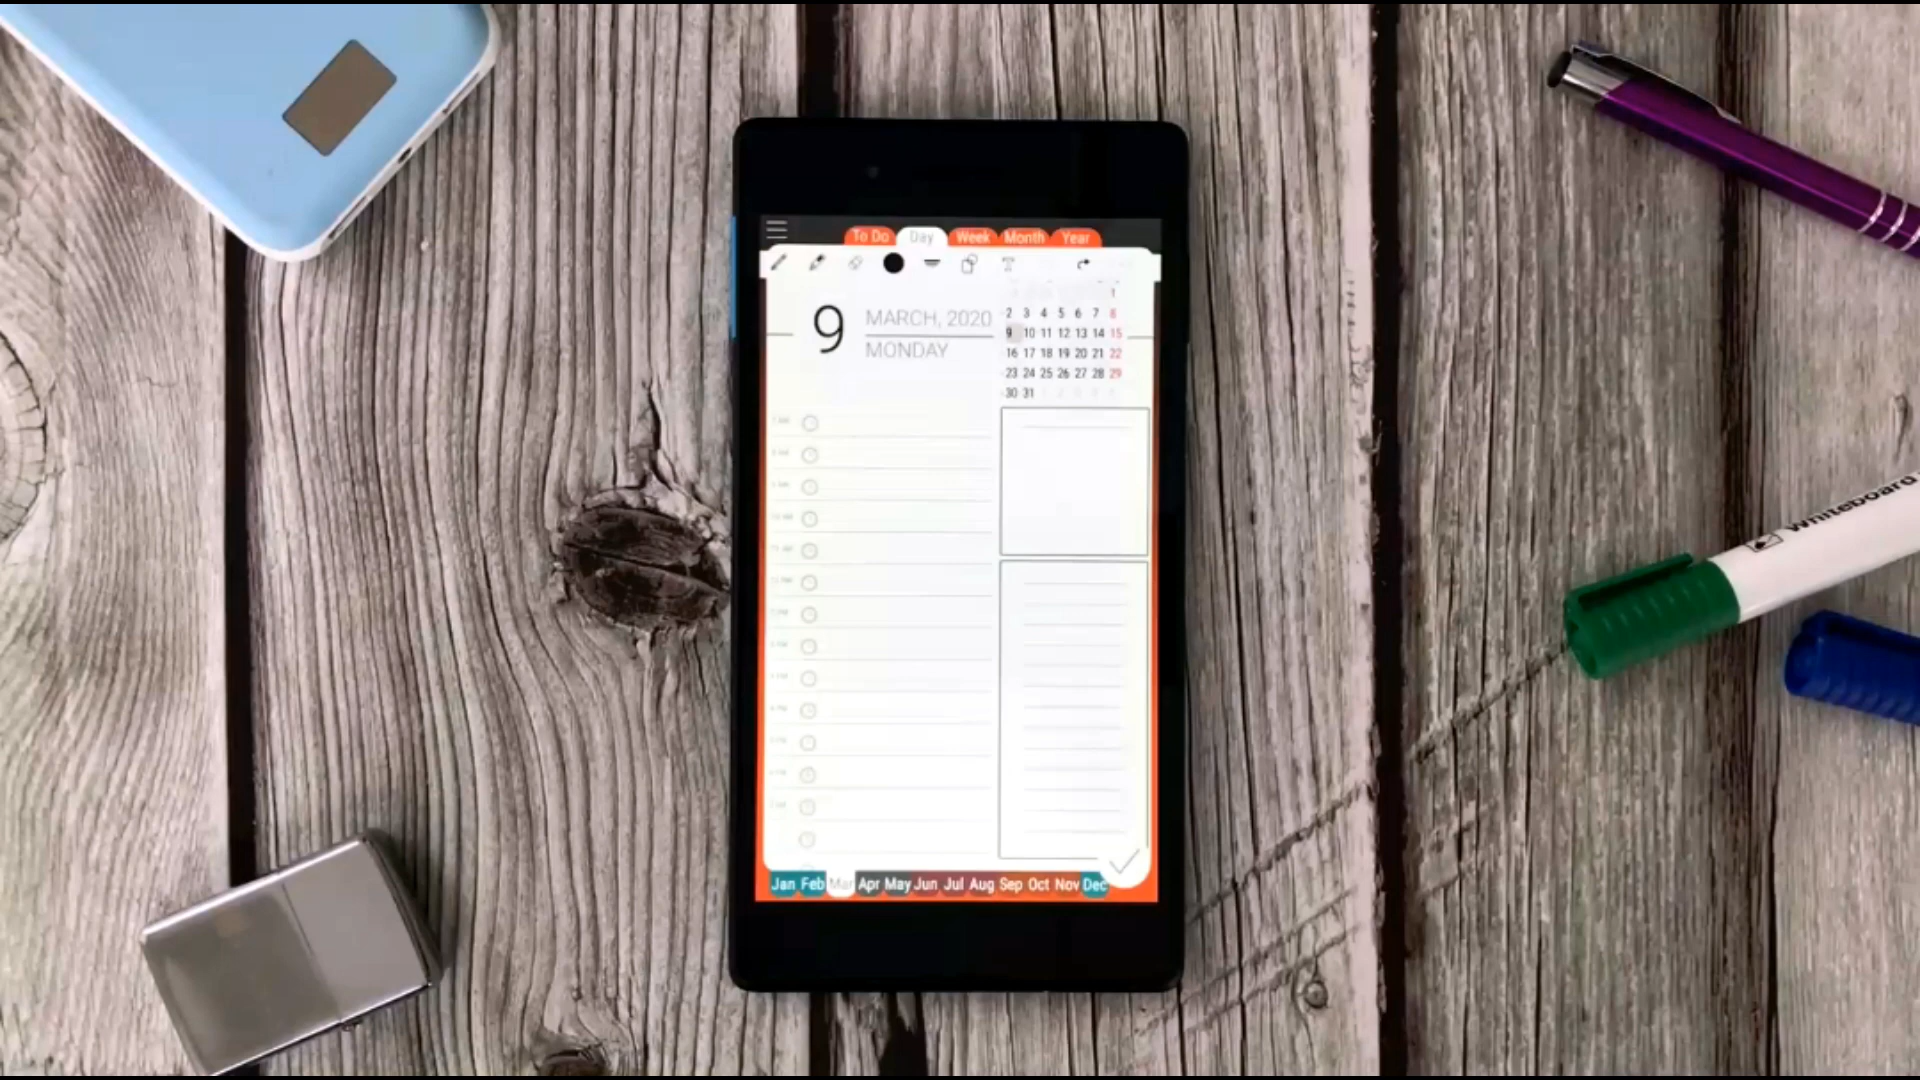 To Do Day Week Month Year
1
9 MARCH, 2020
MONDAY
2 3 4 5 6 7 8
9 10 11 12 13 14 15
16 17 18 19 20 21 22
23 24 25 26 27 28 29
30 31
Jan Feb Mar Apr May Jun Jul Aug Sep Oct Nov Dec
Whiteboard